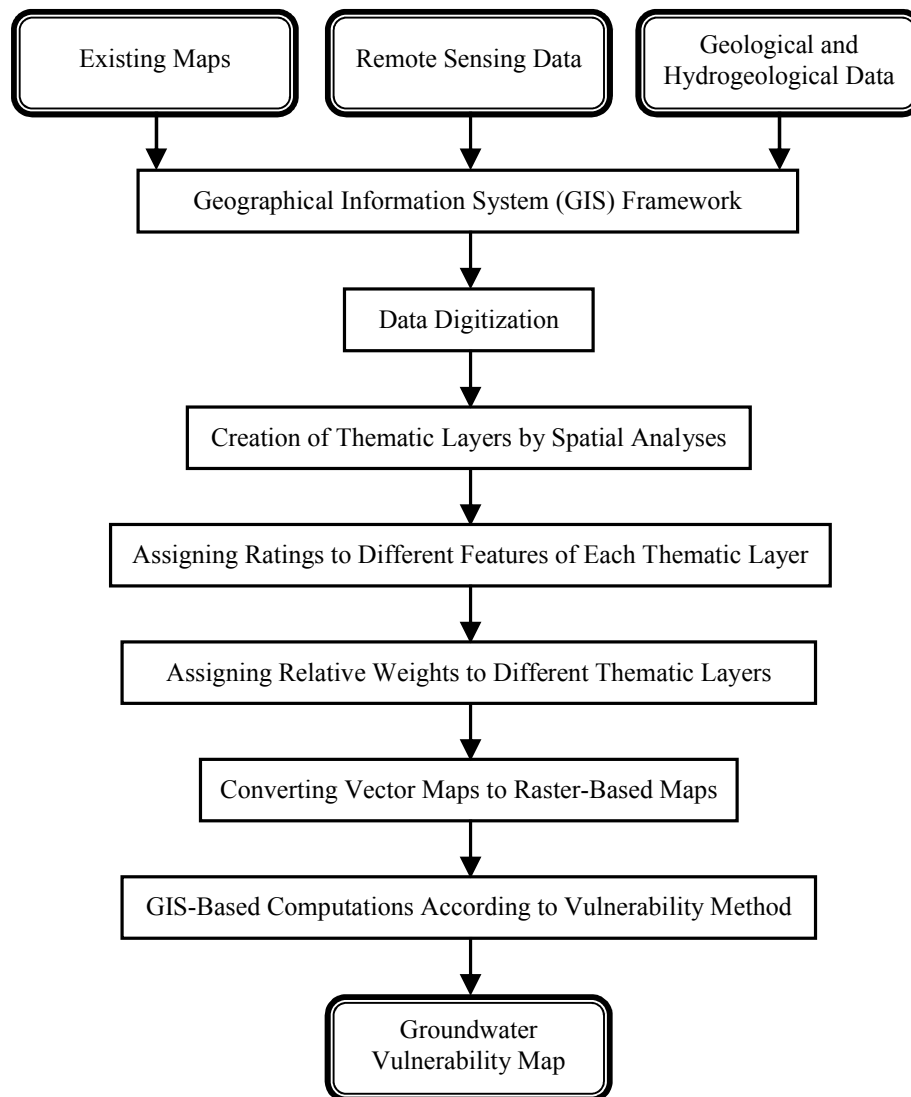 Existing Maps
Remote Sensing Data
Geological and
Hydrogeological Data
Geographical Information System (GIS) Framework
Data Digitization
Creation of Thematic Layers by Spatial Analyses
Assigning Ratings to Different Features of Each Thematic Layer
Assigning Relative Weights to Different Thematic Layers
Converting Vector Maps to Raster-Based Maps
GIS-Based Computations According to Vulnerability Method
Groundwater
Vulnerability Map